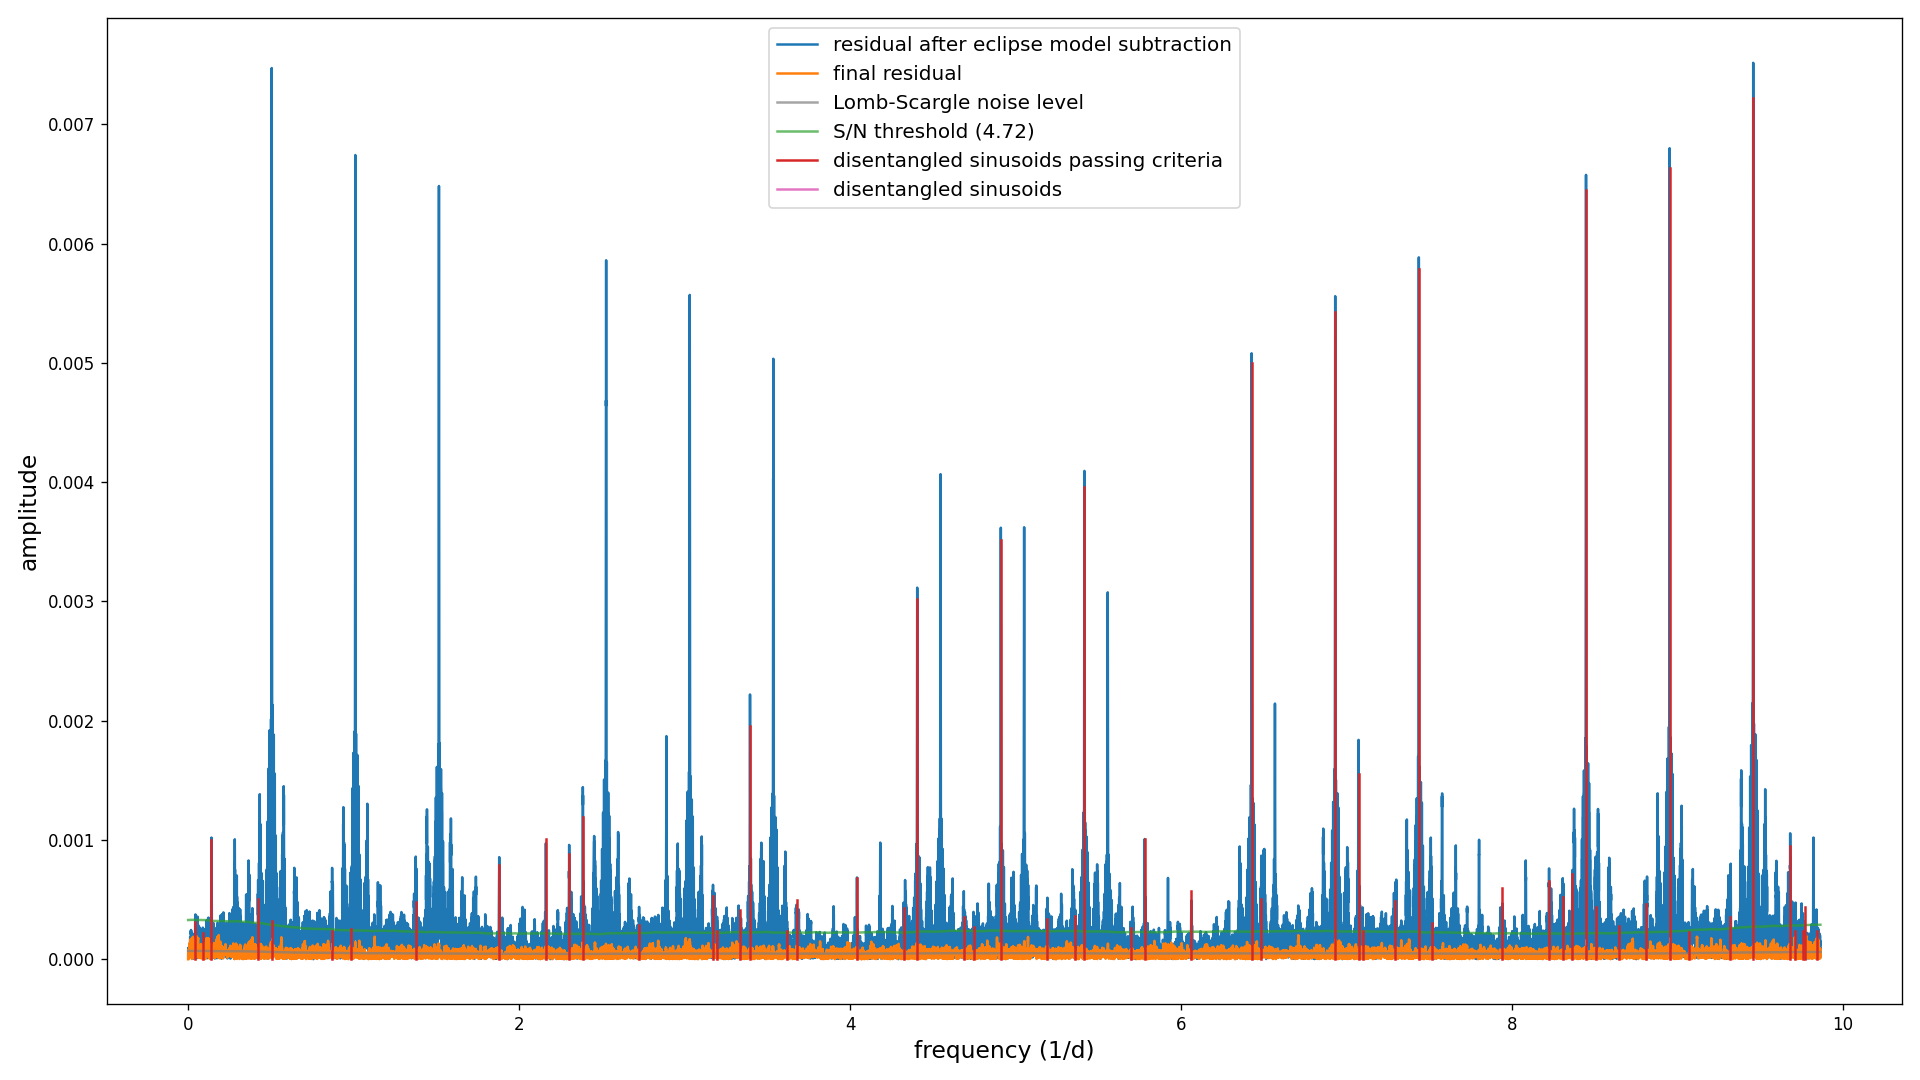 residual after eclipse model subtraction
final residual
Lomb-Scargle noise level
S/N threshold (4.72)
disentangled sinusoids passing criteria
disentangled sinusoids
amplitude
0.007
0.006
0.005
0.004
0.003
0.002
0.001
0.000
0
2
4
6
8
10
frequency (1/d)